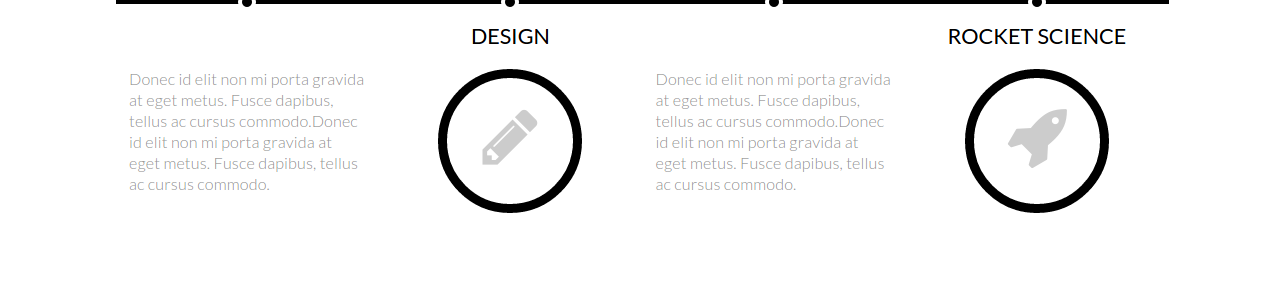 DESIGN
ROCKET SCIENCE
Donec id elit non mi porta gravida
at eget metus. Fusce dapibus,
tellus ac cursus commodo.Donec
id elit non mi porta gravida at
eget metus. Fusce dapibus, tellus
ac cursus commodo.
Donec id elit non mi porta gravida
at eget metus. Fusce dapibus,
tellus ac cursus commodo.Donec
id elit non mi porta gravida at
eget metus. Fusce dapibus, tellus
ac cursus commodo.